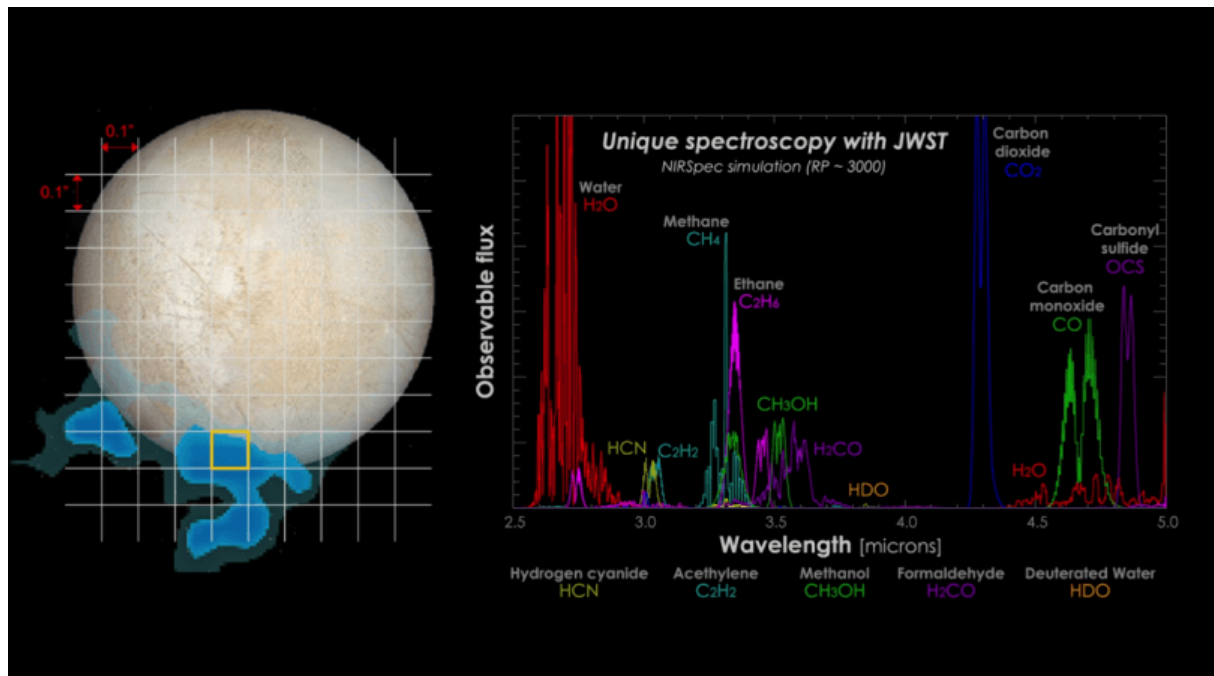 0.1"
0.1"
Unique spectroscopy with JWST
NIRSpec simulation (RP ~ 3000)
Water
H2O
Methane
CH4
Ethane
C2H6
Carbon
dioxide
CO2
Carbonyl
sulfide
OCS
Carbon
monoxide
CO
CH3OH
HCN
C2H2
H2CO
HDO
H2O
Observable flux
2.5
3.0
3.5
4.0
4.5
5.0
Wavelength [microns]
Hydrogen cyanide
HCN
Acethylene
C2H2
Methanol
CH3OH
Formaldehyde
H2CO
Deuterated Water
HDO